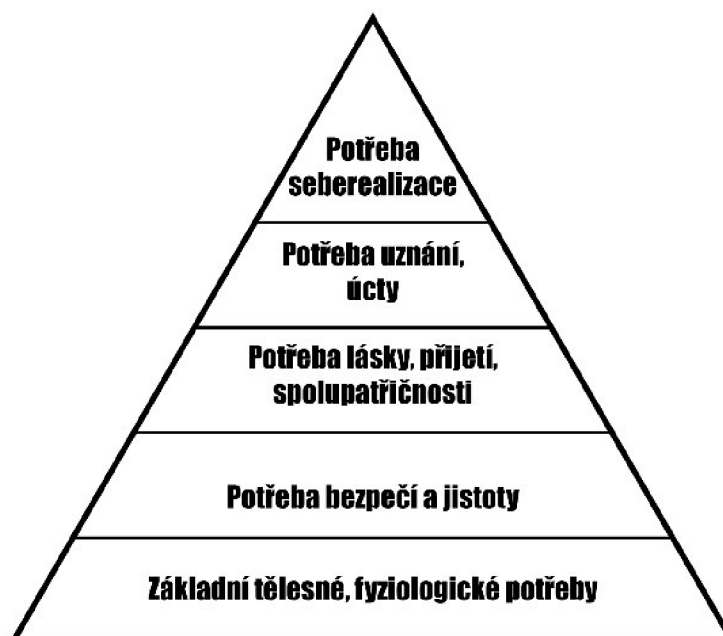 Potřeba
seberealizace
Potřeba uznání,
úcty
Potřeba lásky, přijetí,
spolupatřičnosti
Potřeba bezpečí a jistoty
Základní tělesné, fyziologické potřeby